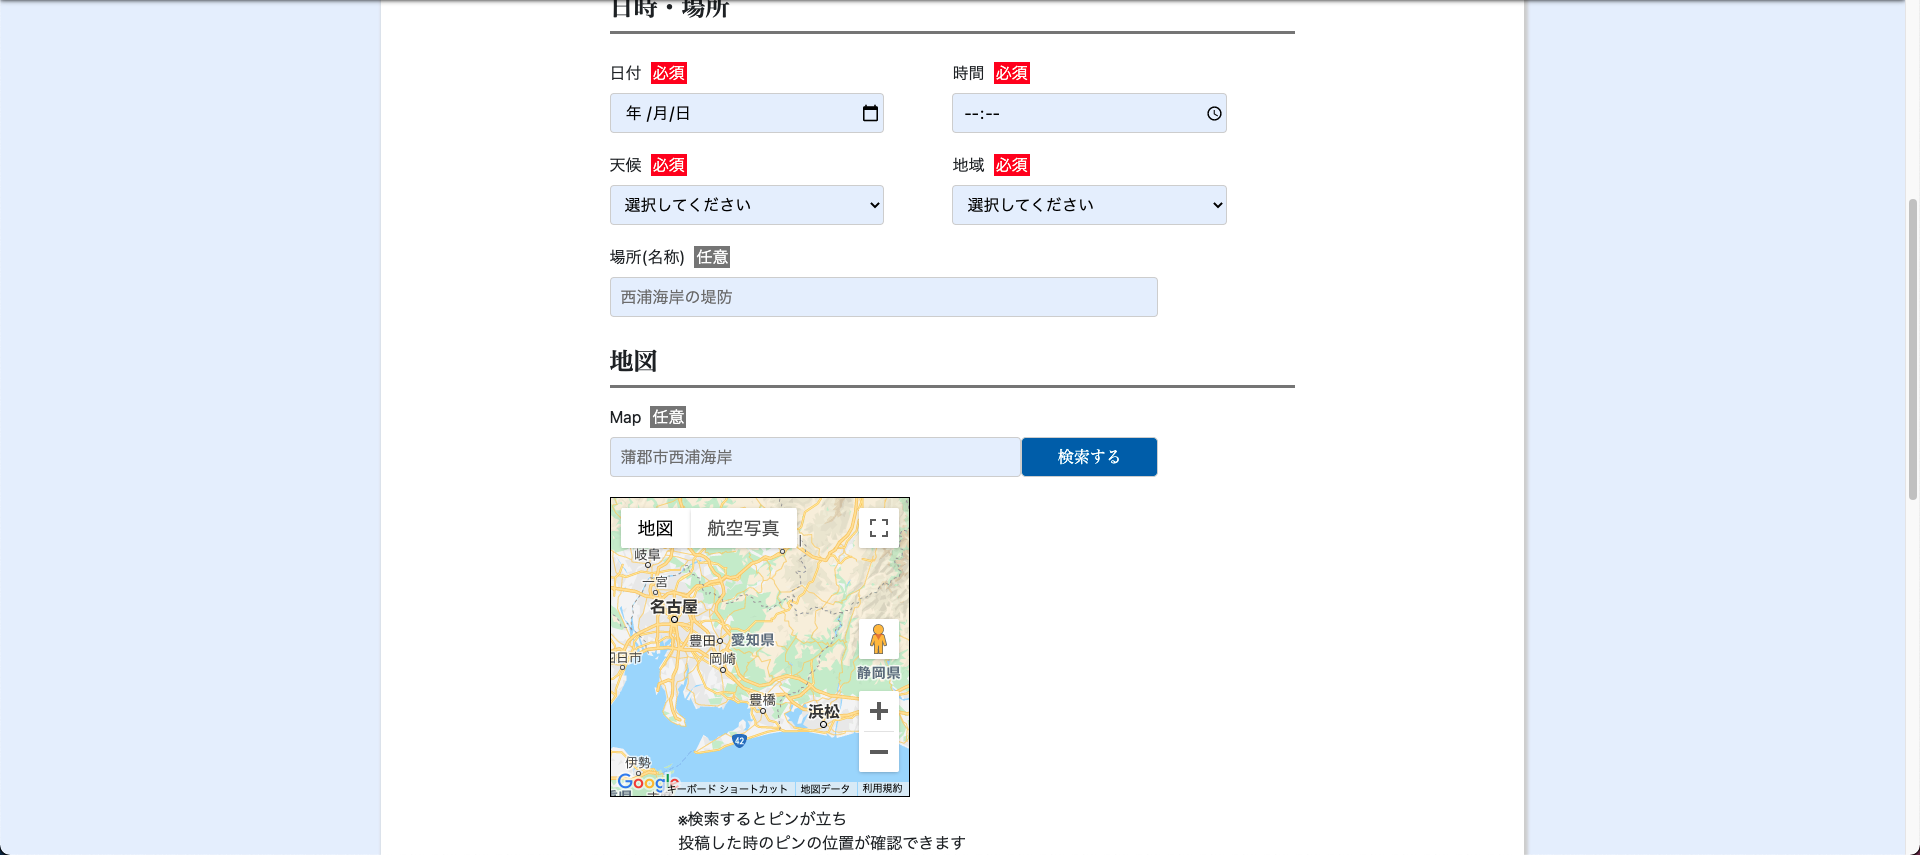 日時・場所
日付 必須
時間 必須
年 /月/日
--:--
天候 必須
地域 必須
選択してください
選択してください
場所(名称) 任意
西浦海岸の堤防
地図
Map 任意
蒲郡市西浦海岸
検索する
地図 航空写真
岐阜
一宮
名古屋
豊田 愛知県
四日市 岡崎
静岡県
豊橋
浜松
42
伊勢
Google
キーボード ショートカット 地図データ 利用規約
※検索するとピンが立ち
投稿した時のピンの位置が確認できます